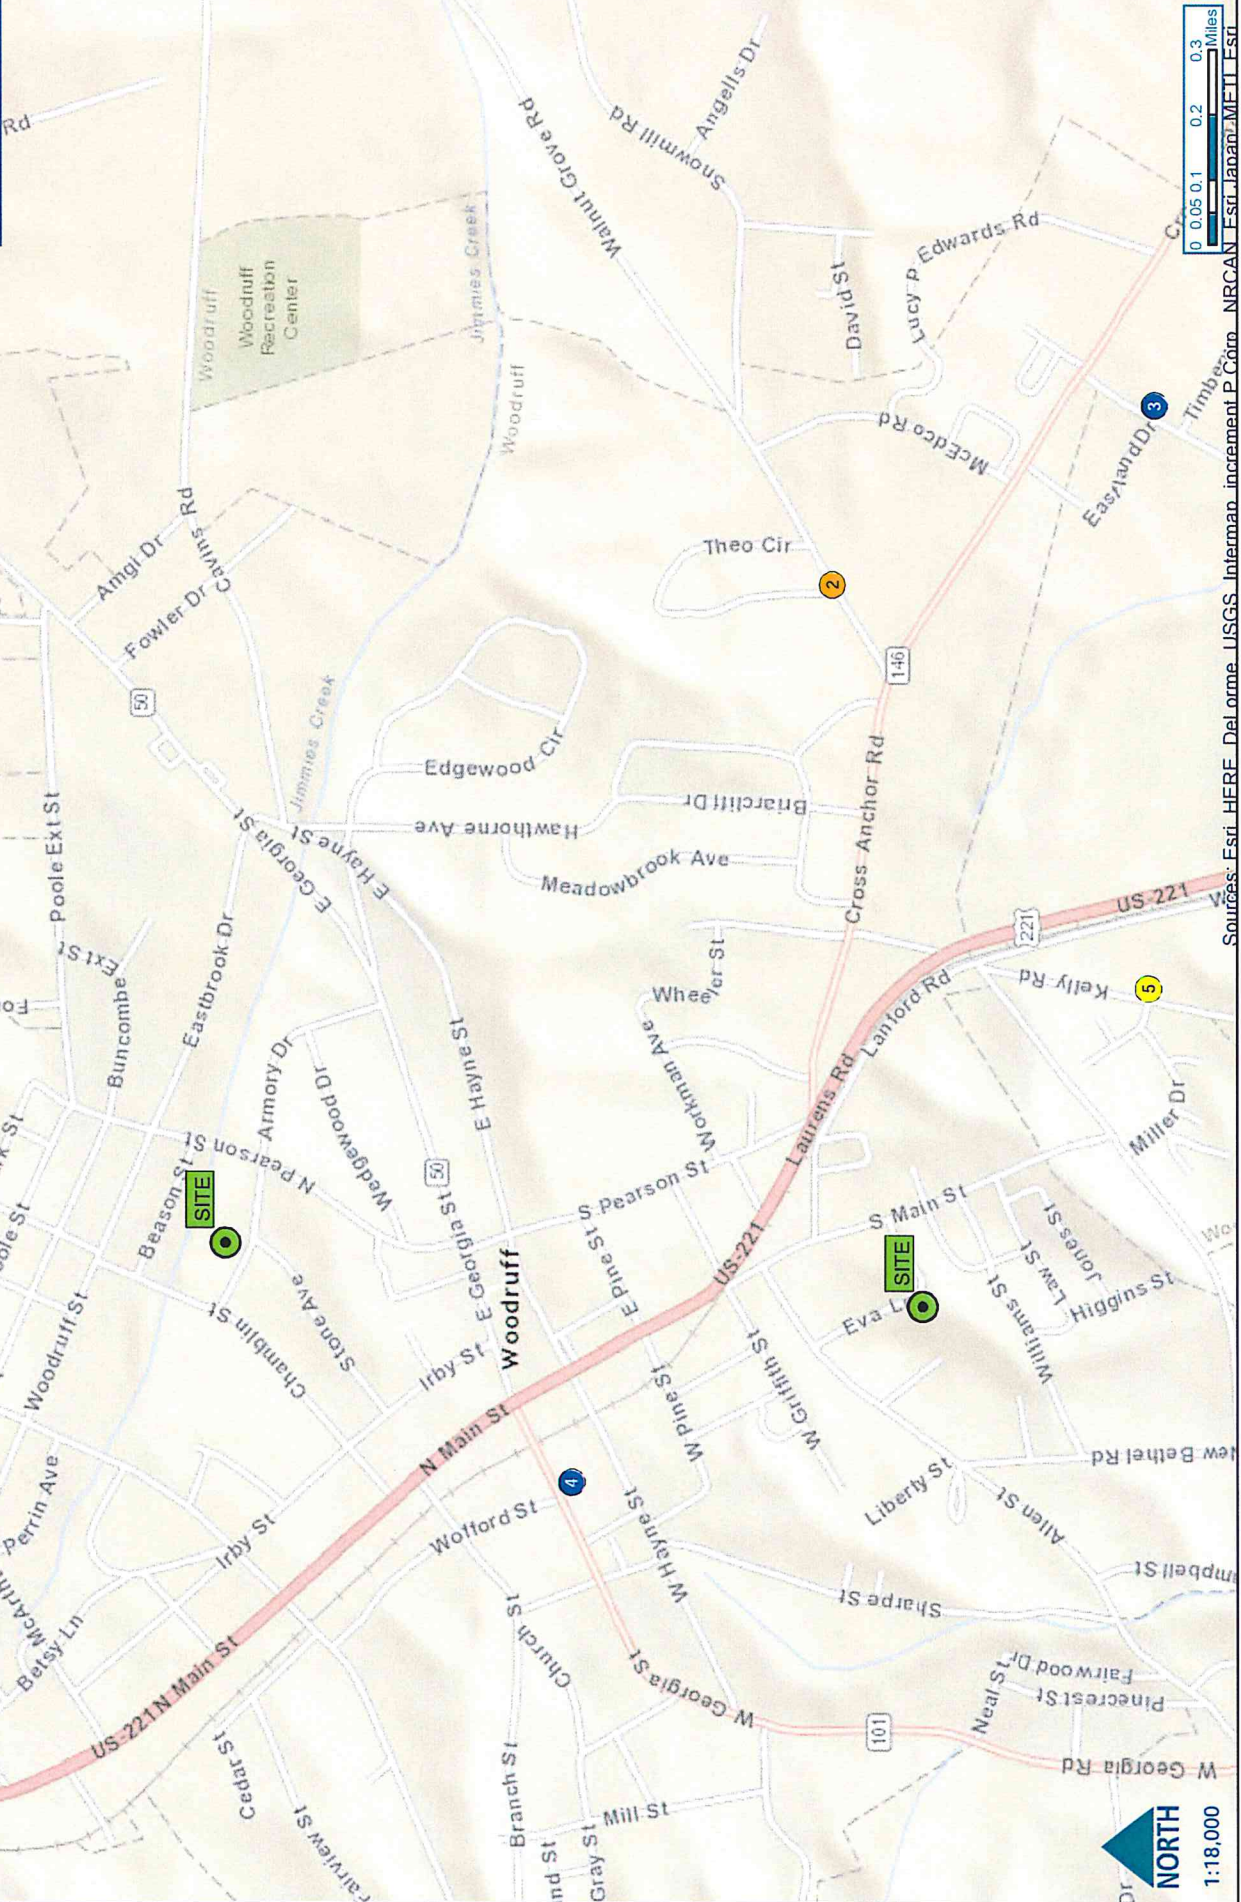 Rd
Woodruff
Woodruff
Recreation
Center
Jimmies Creek
Woodruff
Walnut Grove Rd
Snowmill Rd
Angells Dr
David St
Lucy P Edwards Rd
McEdco Rd
Eastland Dr
3
0 0.05 0.1 0.2 0.3
Miles
Amgi Dr
Cavins Rd
Fowler Dr
50
Jimmies Creek
Theo Cir
2
146
Edgewood Cir
Hawthorne Ave
Briarcliff Dr
Meadowbrook Ave
Cross Anchor Rd
Poole Ext St
Ext St
Buncombe
Eastbrook Dr
E Georgia St
E Hayne St
E Hayne St
Armory Dr
Wedgewood Dr
N Pearson St
Beason St
SITE
Wheeler St
Workman Ave
US-221
221
Lanford Rd
Kelly Rd
5
Laurens Rd
Miller Dr
50
E Georgia St
Woodruff
S Pearson St
E Pine St
US-221
S Main St
SITE
Eva Ln
Jones St
Law St
Higgins St
Williams St
Woodruff St
Chamblin St
Stone Ave
Irby St
N Main St
W Pine St
W Griffith St
Liberty St
Allen St
Perrin Ave
Irby St
Betsy Ln
Wofford St
4
W Hayne St
Sharpe St
US-221 N Main St
Church St
W Georgia St
101
Neal St
Fairwood Dr
Pinecrest St
W Georgia Rd
Cedar St
Branch St
Mill St
Gray St
NORTH
1:18,000
Sources: Esri, HERE, DeLorme, USGS, Intermap, increment P Corp., NRCAN, Esri Japan, METI, Esri